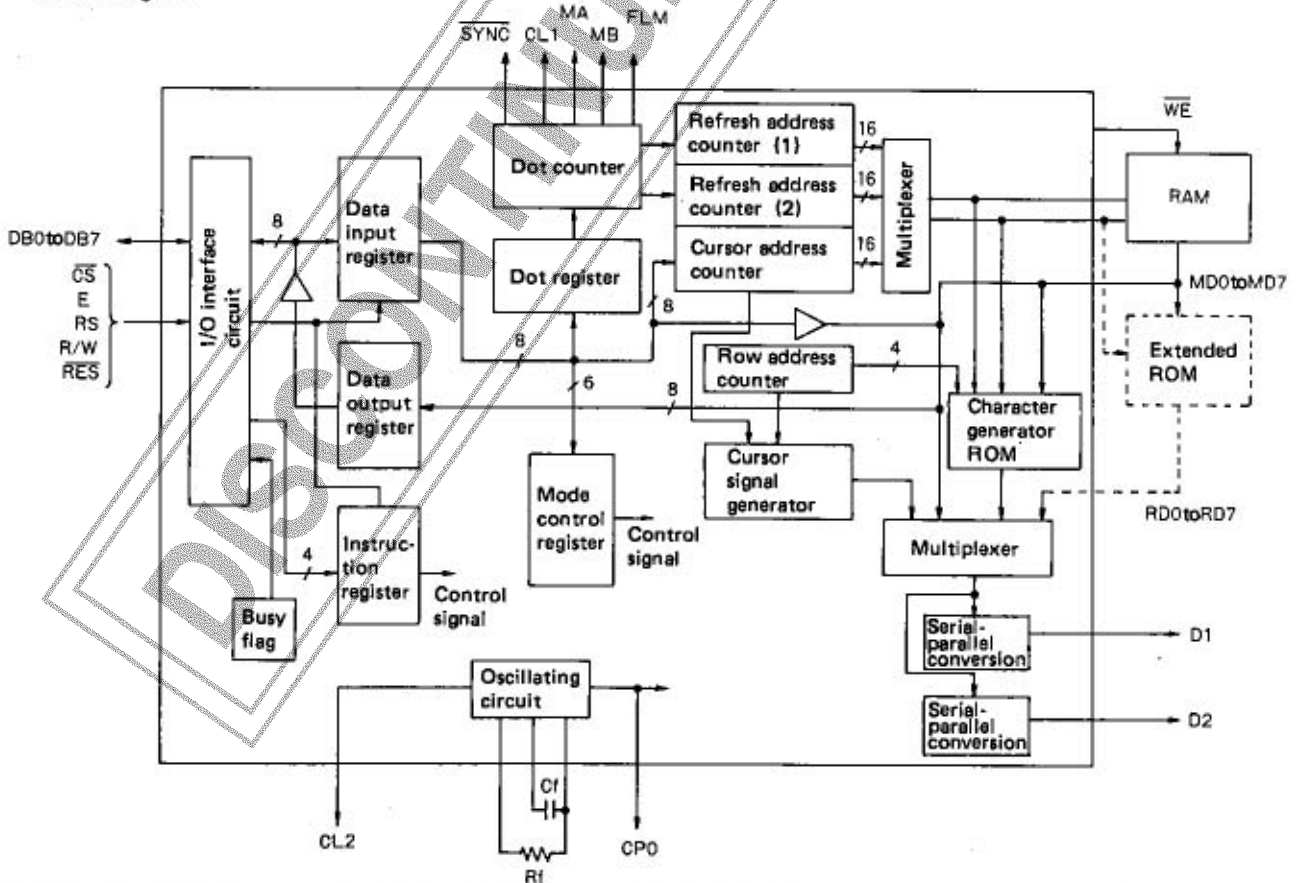 MA
FLM
SYNC
CL1
MB
WE
Refresh address
counter (1)
16
Dot counter
Refresh address
counter (2)
16
Multiplexer
RAM
DB0toDB7
8
Data
input
register
Cursor address
counter
16
CS
E
RS
R/W
RES
I/O interface
circuit
Dot register
8
MD0toMD7
8
Row address
counter
4
Extended
ROM
6
Data
output
register
8
Character
generator
ROM
Cursor
signal
generator
Mode
control
register
Control
signal
RD0toRD7
Multiplexer
4
Instruc-
tion
register
Control
signal
Busy
flag
Serial-
parallel
conversion
D1
Oscillating
circuit
Serial-
parallel
conversion
D2
Cf
CL2
CPO
Rf